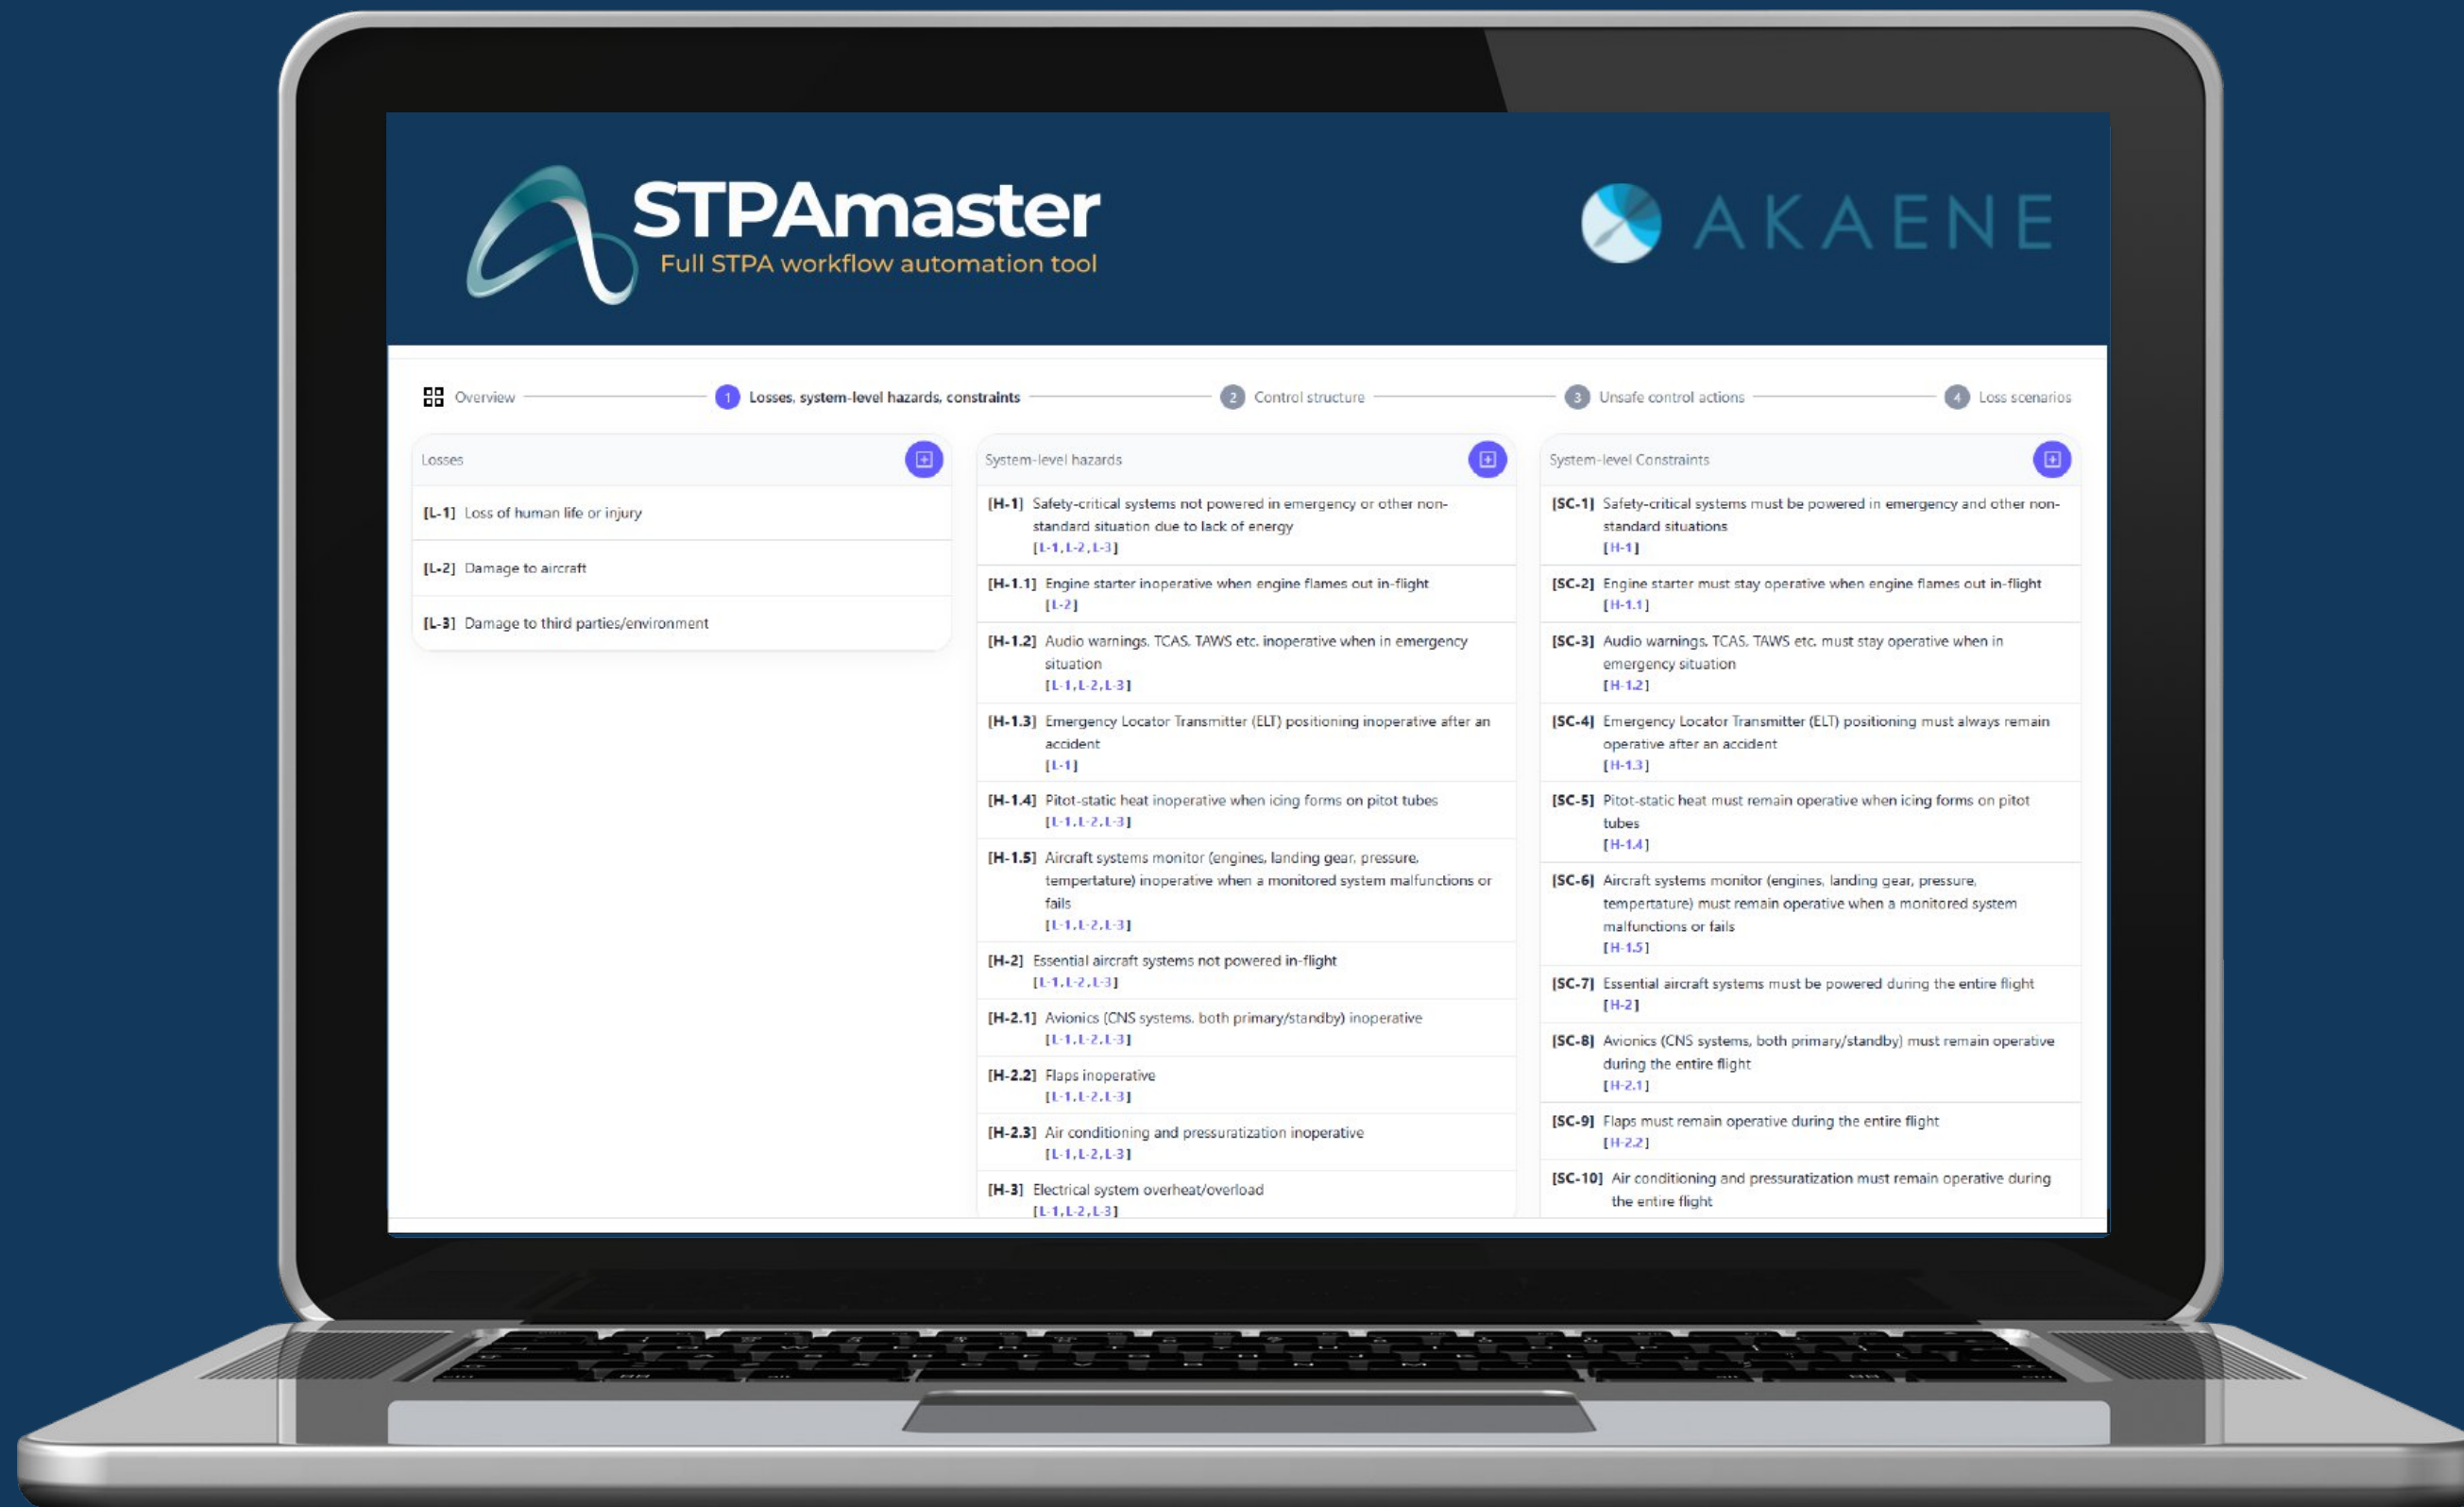 STPAmaster
Full STPA workflow automation tool
AKAENE
Overview
1 Losses, system-level hazards, constraints
2 Control structure
3 Unsafe control actions
4 Loss scenarios
Losses
[L-1] Loss of human life or injury
[L-2] Damage to aircraft
[L-3] Damage to third parties/environment
System-level hazards
[H-1] Safety-critical systems not powered in emergency or other non-
standard situation due to lack of energy
[L-1,L-2,L-3]
[H-1.1] Engine starter inoperative when engine flames out in-flight
[L-2]
[H-1.2] Audio warnings, TCAS, TAWS etc. inoperative when in emergency
situation
[L-1,L-2,L-3]
[H-1.3] Emergency Locator Transmitter (ELT) positioning inoperative after an
accident
[L-1]
[H-1.4] Pitot-static heat inoperative when icing forms on pitot tubes
[L-1,L-2,L-3]
[H-1.5] Aircraft systems monitor (engines, landing gear, pressure,
tempertature) inoperative when a monitored system malfunctions or
fails
[L-1,L-2,L-3]
[H-2] Essential aircraft systems not powered in-flight
[L-1,L-2,L-3]
[H-2.1] Avionics (CNS systems, both primary/standby) inoperative
[L-1,L-2,L-3]
[H-2.2] Flaps inoperative
[L-1,L-2,L-3]
[H-2.3] Air conditioning and pressuratization inoperative
[L-1,L-2,L-3]
[H-3] Electrical system overheat/overload
[L-1,L-2,L-3]
System-level Constraints
[SC-1] Safety-critical systems must be powered in emergency and other non-
standard situations
[H-1]
[SC-2] Engine starter must stay operative when engine flames out in-flight
[H-1.1]
[SC-3] Audio warnings, TCAS, TAWS etc. must stay operative when in
emergency situation
[H-1.2]
[SC-4] Emergency Locator Transmitter (ELT) positioning must always remain
operative after an accident
[H-1.3]
[SC-5] Pitot-static heat must remain operative when icing forms on pitot
tubes
[H-1.4]
[SC-6] Aircraft systems monitor (engines, landing gear, pressure,
tempertature) must remain operative when a monitored system
malfunctions or fails
[H-1.5]
[SC-7] Essential aircraft systems must be powered during the entire flight
[H-2]
[SC-8] Avionics (CNS systems, both primary/standby) must remain operative
during the entire flight
[H-2.1]
[SC-9] Flaps must remain operative during the entire flight
[H-2.2]
[SC-10] Air conditioning and pressuratization must remain operative during
the entire flight